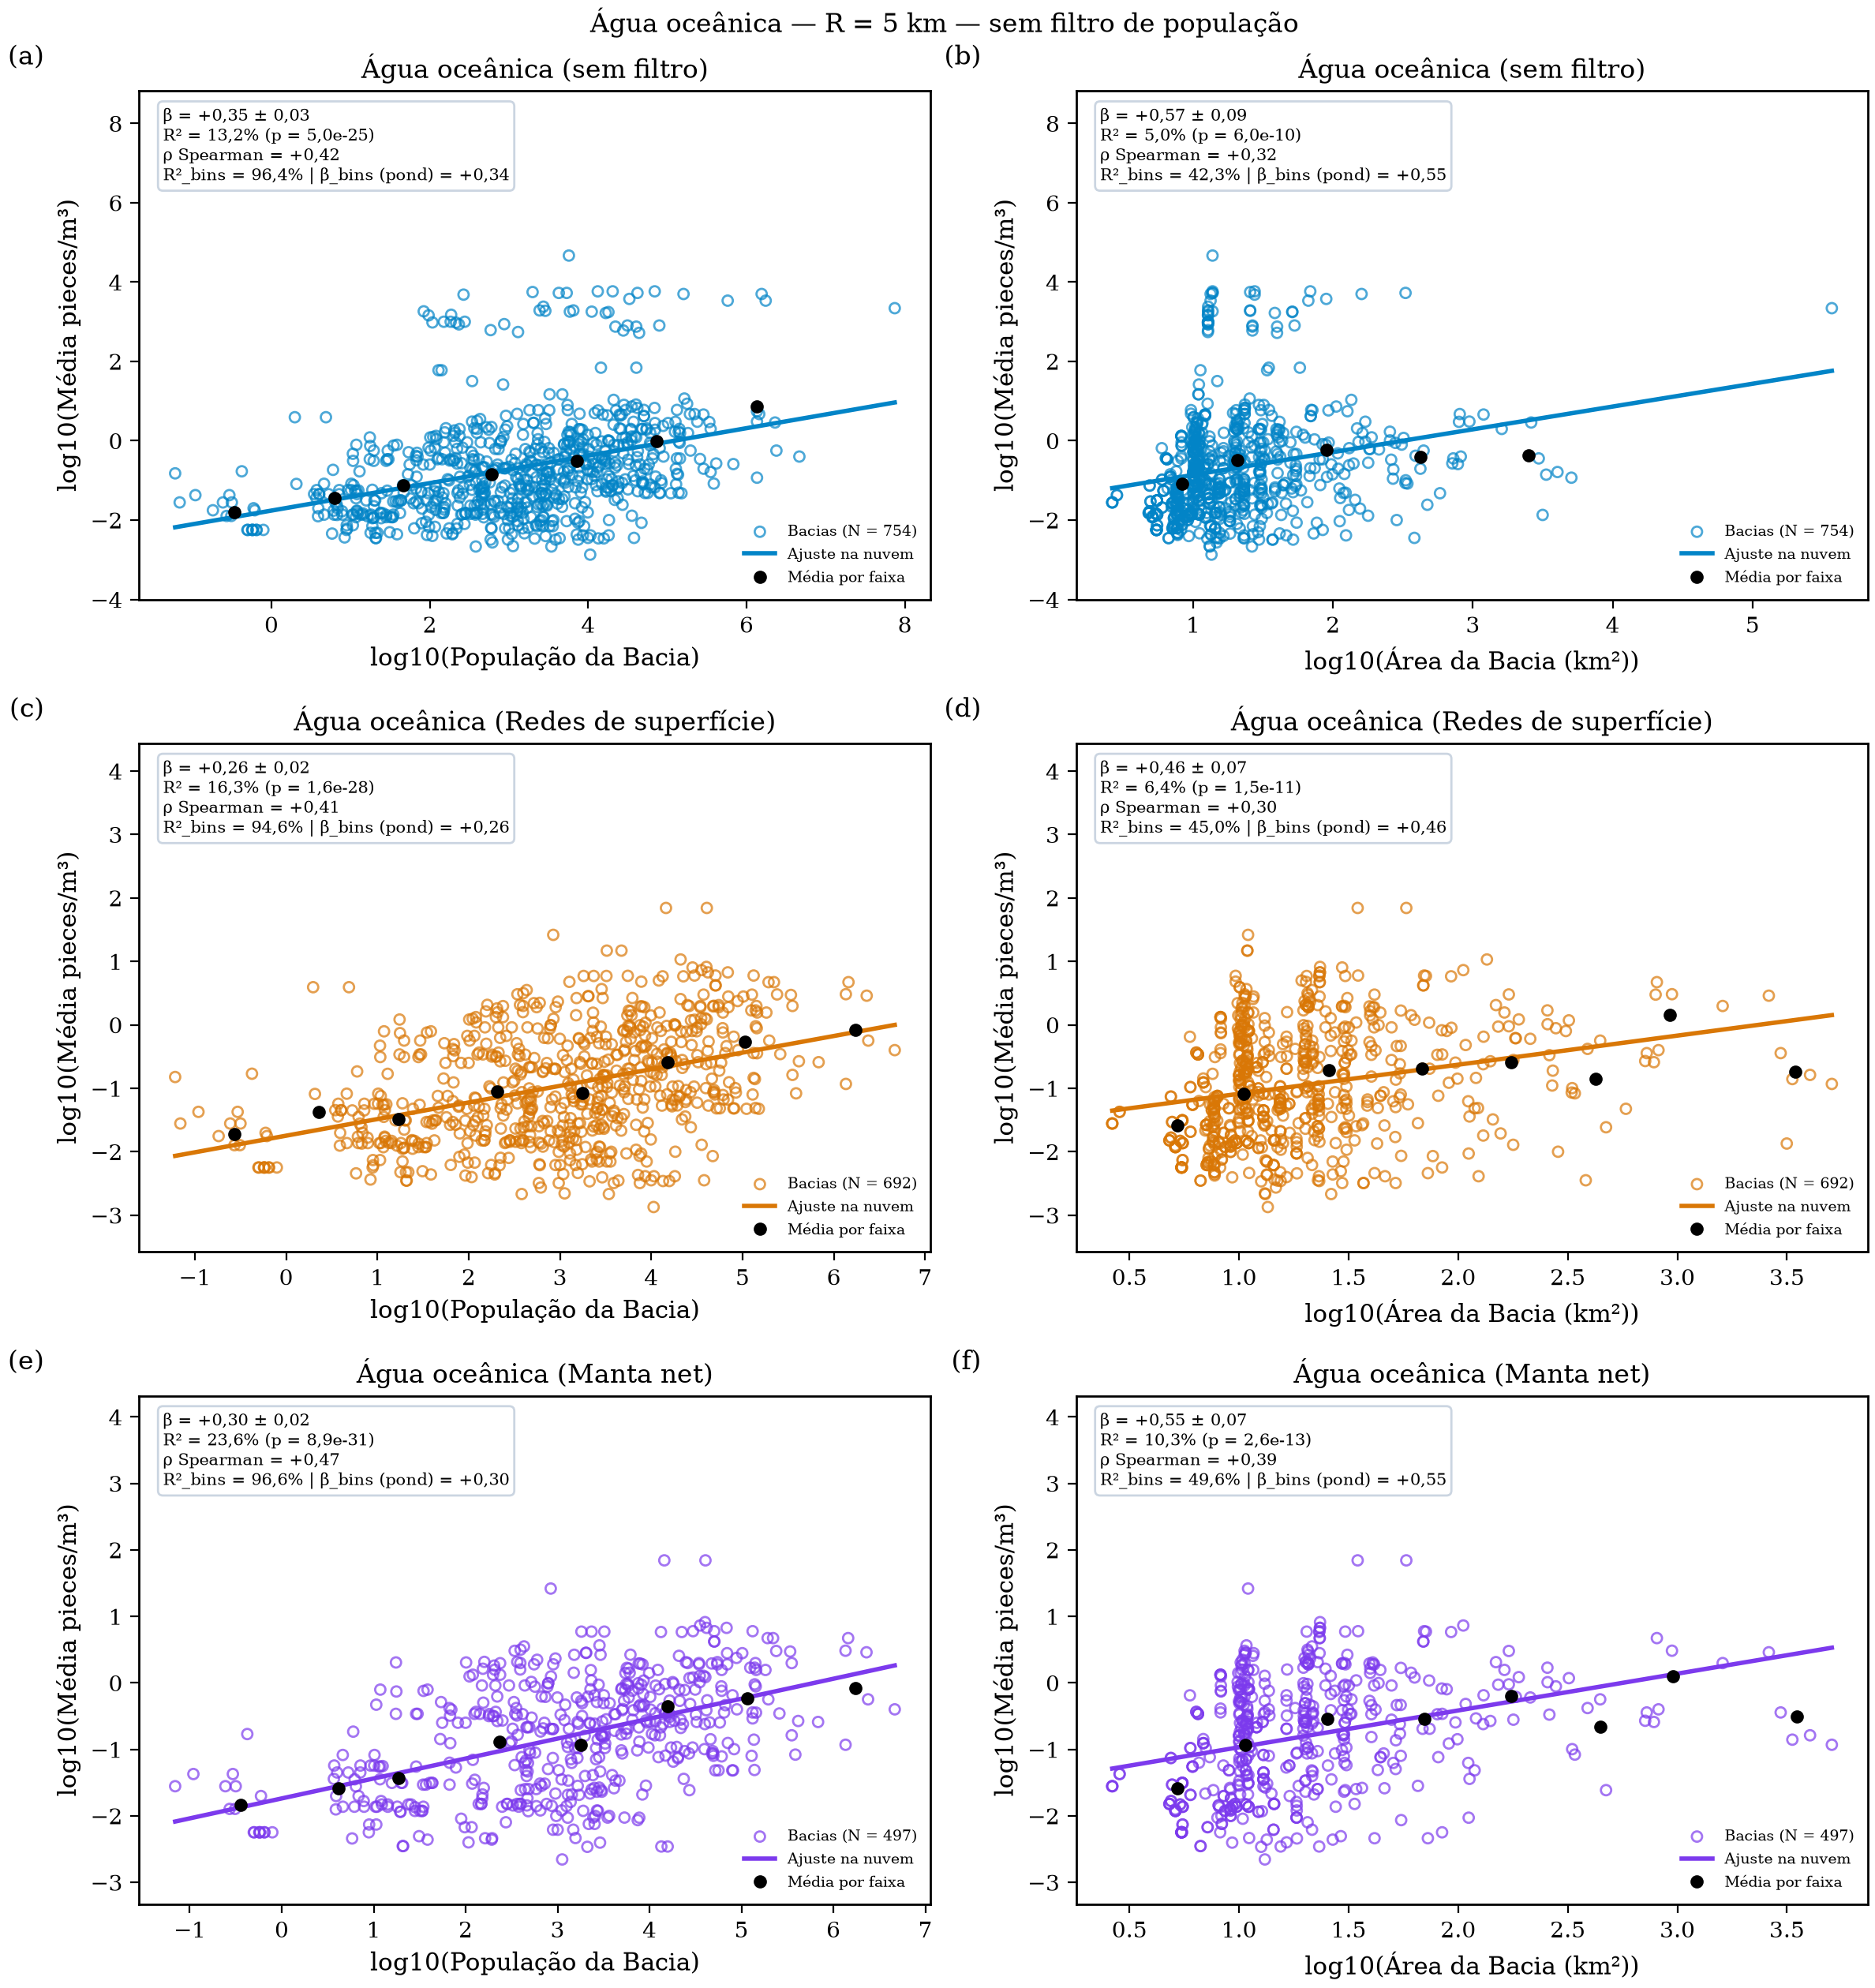 Água oceânica — R = 5 km — sem filtro de população
(a)
Água oceânica (sem filtro)
β = +0,35 ± 0,03
R² = 13,2% (p = 5,0e-25)
ρ Spearman = +0,42
R²_bins = 96,4% | β_bins (pond) = +0,34
log10(Média pieces/m³)
8
6
4
2
0
−2
−4
Bacias (N = 754)
Ajuste na nuvem
Média por faixa
0 2 4 6 8
log10(População da Bacia)
(b)
Água oceânica (sem filtro)
β = +0,57 ± 0,09
R² = 5,0% (p = 6,0e-10)
ρ Spearman = +0,32
R²_bins = 42,3% | β_bins (pond) = +0,55
log10(Média pieces/m³)
8
6
4
2
0
−2
−4
Bacias (N = 754)
Ajuste na nuvem
Média por faixa
1 2 3 4 5
log10(Área da Bacia (km²))
(c)
Água oceânica (Redes de superfície)
β = +0,26 ± 0,02
R² = 16,3% (p = 1,6e-28)
ρ Spearman = +0,41
R²_bins = 94,6% | β_bins (pond) = +0,26
log10(Média pieces/m³)
4
3
2
1
0
−1
−2
−3
Bacias (N = 692)
Ajuste na nuvem
Média por faixa
−1 0 1 2 3 4 5 6 7
log10(População da Bacia)
(d)
Água oceânica (Redes de superfície)
β = +0,46 ± 0,07
R² = 6,4% (p = 1,5e-11)
ρ Spearman = +0,30
R²_bins = 45,0% | β_bins (pond) = +0,46
log10(Média pieces/m³)
4
3
2
1
0
−1
−2
−3
Bacias (N = 692)
Ajuste na nuvem
Média por faixa
0.5 1.0 1.5 2.0 2.5 3.0 3.5
log10(Área da Bacia (km²))
(e)
Água oceânica (Manta net)
β = +0,30 ± 0,02
R² = 23,6% (p = 8,9e-31)
ρ Spearman = +0,47
R²_bins = 96,6% | β_bins (pond) = +0,30
log10(Média pieces/m³)
4
3
2
1
0
−1
−2
−3
Bacias (N = 497)
Ajuste na nuvem
Média por faixa
−1 0 1 2 3 4 5 6 7
log10(População da Bacia)
(f)
Água oceânica (Manta net)
β = +0,55 ± 0,07
R² = 10,3% (p = 2,6e-13)
ρ Spearman = +0,39
R²_bins = 49,6% | β_bins (pond) = +0,55
log10(Média pieces/m³)
4
3
2
1
0
−1
−2
−3
Bacias (N = 497)
Ajuste na nuvem
Média por faixa
0.5 1.0 1.5 2.0 2.5 3.0 3.5
log10(Área da Bacia (km²))